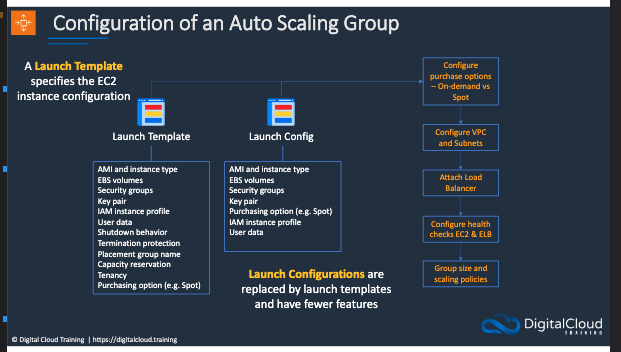 Configuration of an Auto Scaling Group
A Launch Template
specifies the EC2
instance configuration
Launch Template
AMI and instance type
EBS volumes
Security groups
Key pair
IAM instance profile
User data
Shutdown behavior
Termination protection
Placement group name
Capacity reservation
Tenancy
Purchasing option (e.g. Spot)
Launch Config
AMI and instance type
EBS volumes
Security groups
Key pair
Purchasing option (e.g. Spot)
IAM instance profile
User data
Launch Configurations are
replaced by launch templates
and have fewer features
Configure
purchase options
– On-demand vs
Spot
Configure VPC
and Subnets
Attach Load
Balancer
Configure health
checks EC2 & ELB
Group size and
scaling policies
© Digital Cloud Training | https://digitalcloud.training
DigitalCloud
TRAINING